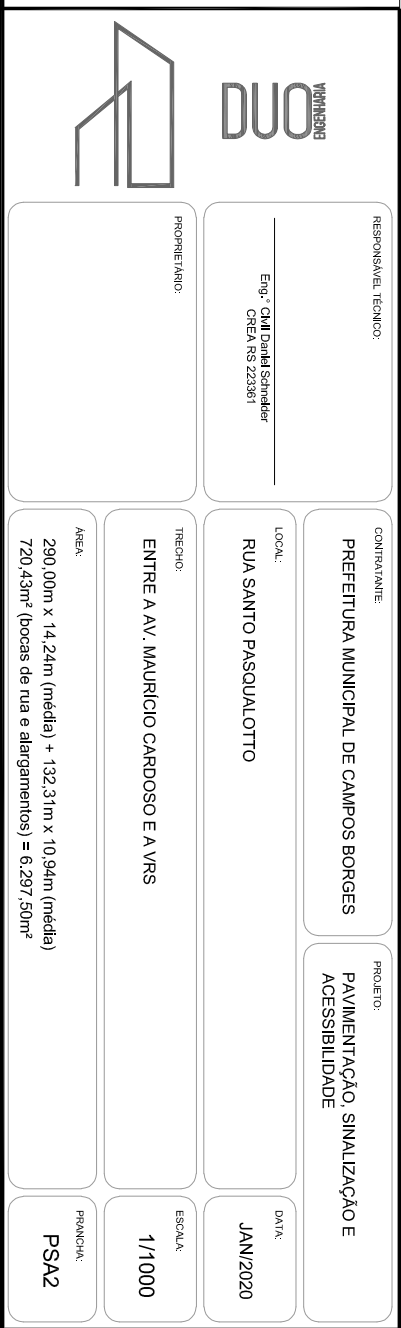 DUO
ENGENHARIA
RESPONSÁVEL TÉCNICO:
Eng.° Civil Daniel Schneider
CREA RS 223361
PROPRIETÁRIO:
CONTRATANTE:
PREFEITURA MUNICIPAL DE CAMPOS BORGES
PROJETO:
PAVIMENTAÇÃO, SINALIZAÇÃO E
ACESSIBILIDADE
LOCAL:
RUA SANTO PASQUALOTTO
DATA:
JAN/2020
TRECHO:
ENTRE A AV. MAURÍCIO CARDOSO E A VRS
ESCALA:
1/1000
ÁREA:
290,00m x 14,24m (média) + 132,31m x 10,94m (média)
720,43m² (bocas de rua e alargamentos) = 6.297,50m²
PRANCHA:
PSA2